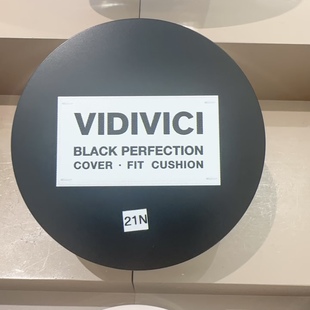 VIDIVICI
BLACK PERFECTION
COVER · FIT CUSHION
21N